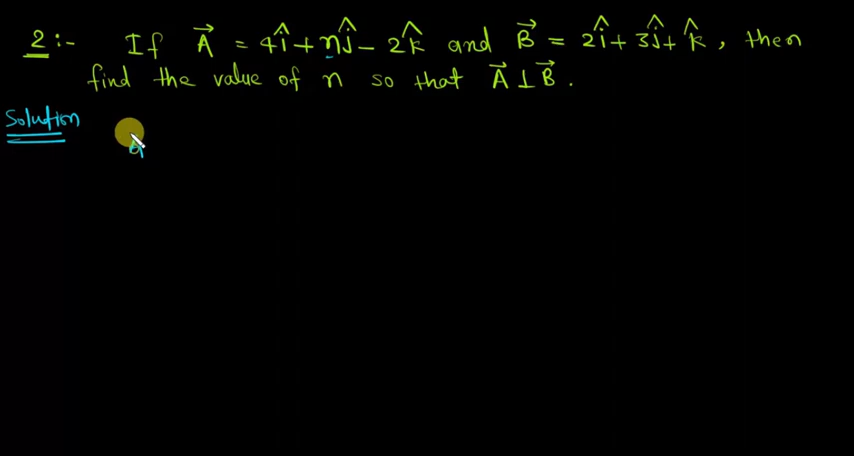 2:- If A⃗ = 4î + nĵ - 2k̂ and B⃗ = 2î + 3ĵ + k̂, then
find the value of n so that A⃗ ⊥ B⃗.
Solution